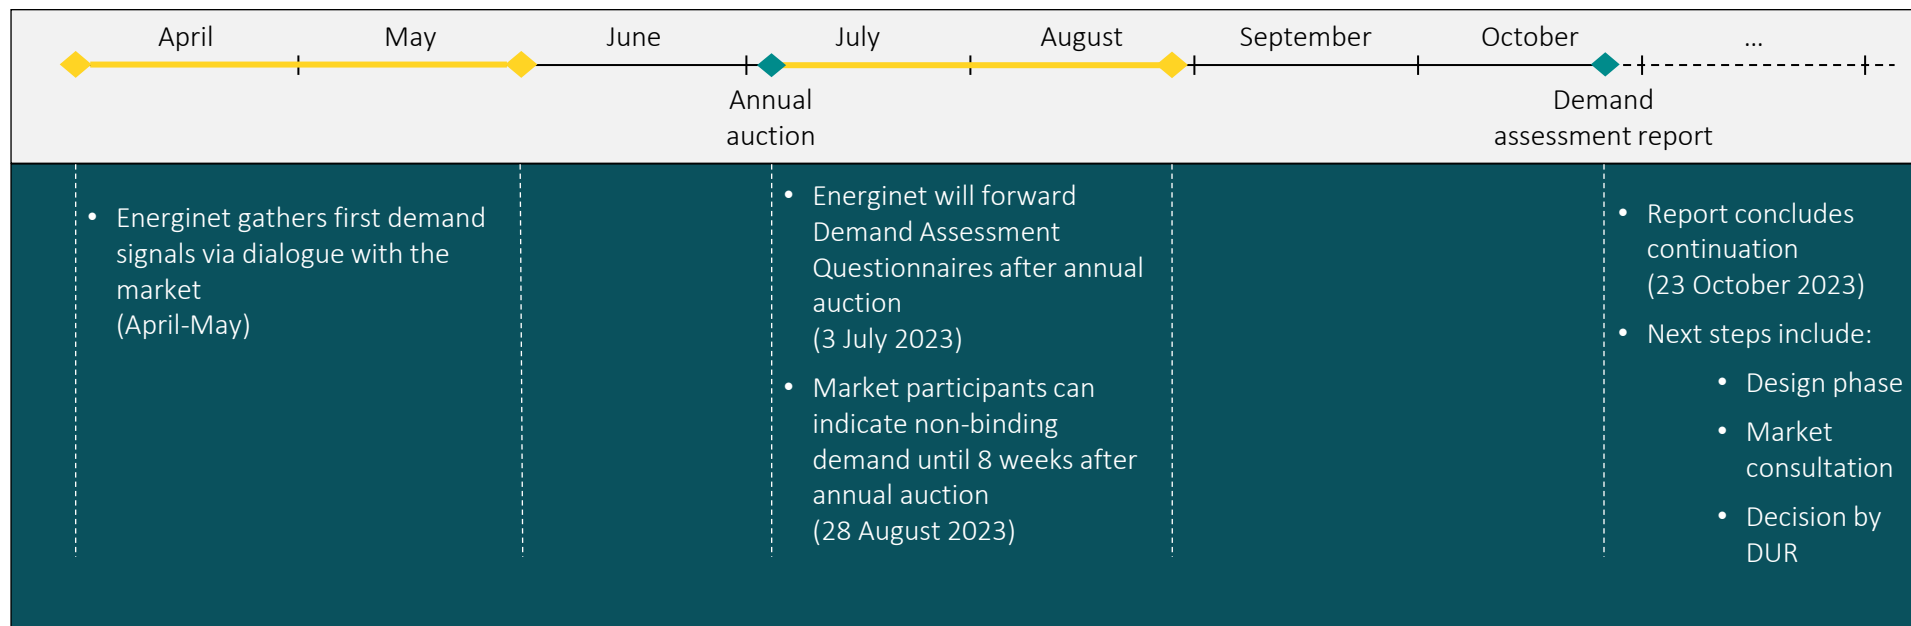 April
May
June
July
August
September
October
...
Annual
auction
Demand
assessment report
• Energinet gathers first demand
signals via dialogue with the
market
(April-May)
• Energinet will forward
Demand Assessment
Questionnaires after annual
auction
(3 July 2023)
• Market participants can
indicate non-binding
demand until 8 weeks after
annual auction
(28 August 2023)
• Report concludes
continuation
(23 October 2023)
• Next steps include:
• Design phase
• Market
consultation
• Decision by
DUR